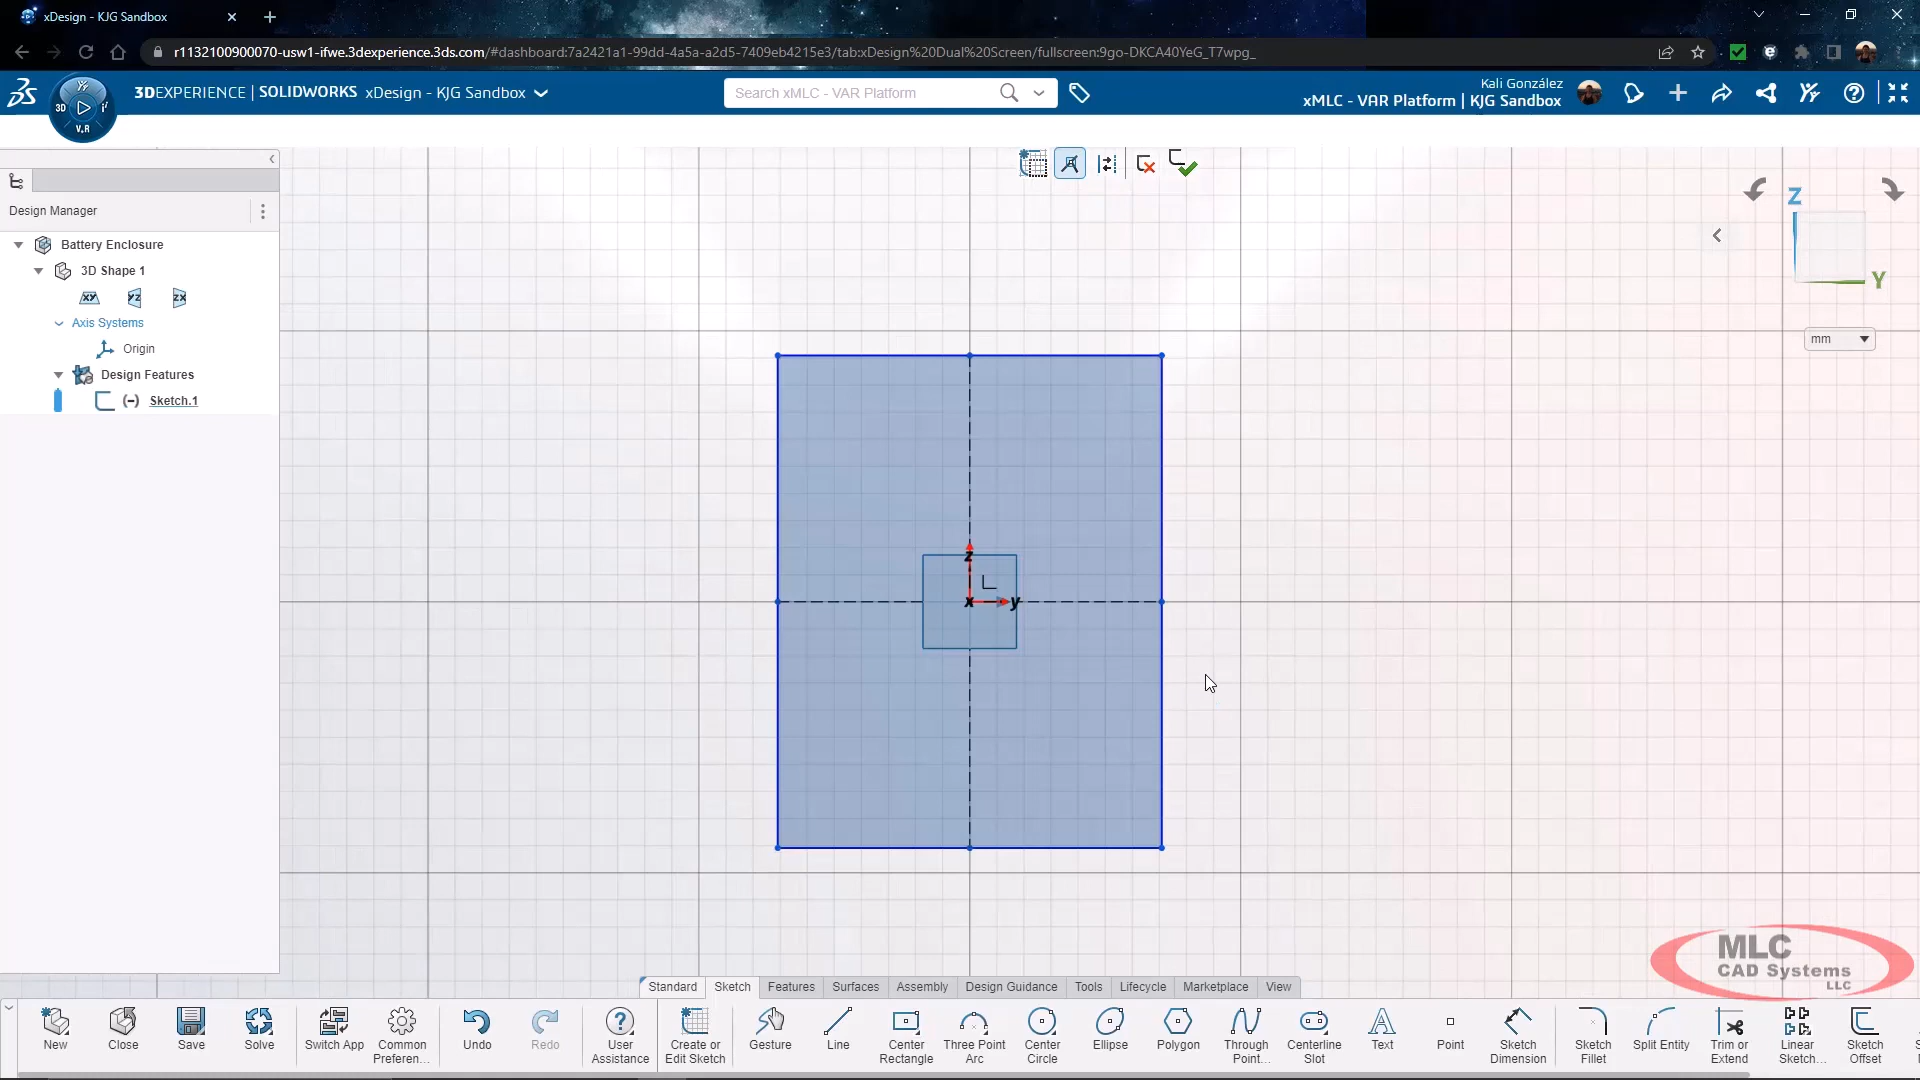 xDesign - KJG Sandbox
r1132100900070-usw1-ifwe.3dexperience.3ds.com/#dashboard:7a2421a1-99dd-4a5a-a2d5-7409eb4215e3/tab:xDesign%20Dual%20Screen/fullscreen:9go-DKCA40YeG_T7wpg_
3D V.R
3DEXPERIENCE | SOLIDWORKS xDesign - KJG Sandbox
Search xMLC - VAR Platform
Kali González
xMLC - VAR Platform | KJG Sandbox
Design Manager
Battery Enclosure
3D Shape 1
XY YZ ZX
Axis Systems
Origin
Design Features
(-) Sketch.1
Z
Y
mm
z
x y
MLC
CAD Systems
LLC
Standard Sketch Features Surfaces Assembly Design Guidance Tools Lifecycle Marketplace View
New Close Save Solve Switch App Common Preferen... Undo Redo User Assistance Create or Edit Sketch Gesture Line Center Rectangle Three Point Arc Center Circle Ellipse Polygon Through Point... Centerline Slot Text Point Sketch Dimension Sketch Fillet Split Entity Trim or Extend Linear Sketch... Sketch Offset